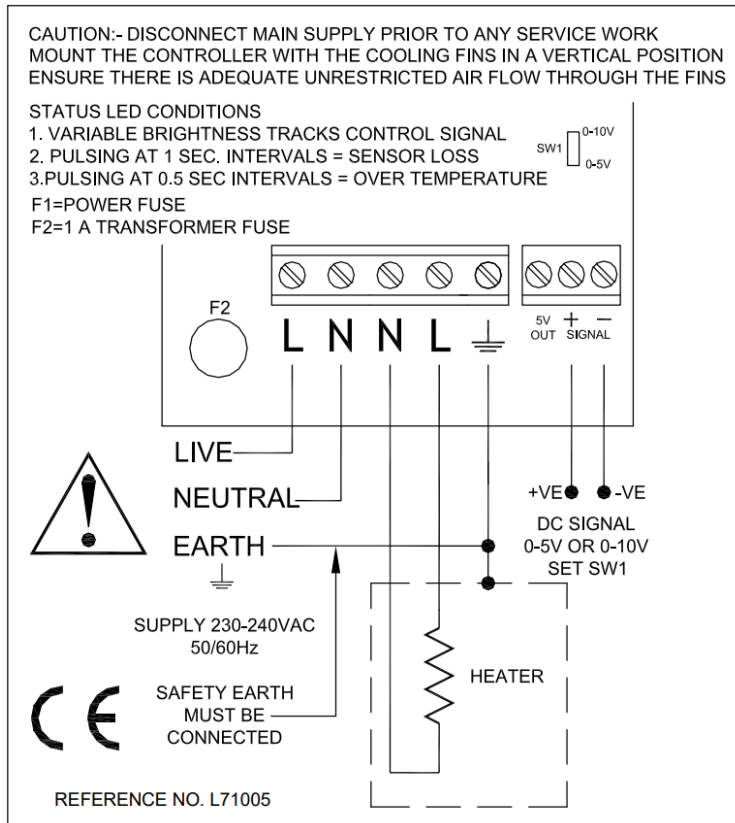 CAUTION:- DISCONNECT MAIN SUPPLY PRIOR TO ANY SERVICE WORK
MOUNT THE CONTROLLER WITH THE COOLING FINS IN A VERTICAL POSITION
ENSURE THERE IS ADEQUATE UNRESTRICTED AIR FLOW THROUGH THE FINS
STATUS LED CONDITIONS
1. VARIABLE BRIGHTNESS TRACKS CONTROL SIGNAL
2. PULSING AT 1 SEC. INTERVALS = SENSOR LOSS
3.PULSING AT 0.5 SEC INTERVALS = OVER TEMPERATURE
F1=POWER FUSE
F2=1 A TRANSFORMER FUSE
SW1
0-10V
0-5V
F2
L N N L
5V
OUT
+ −
SIGNAL
LIVE
NEUTRAL
EARTH
SUPPLY 230-240VAC
50/60Hz
SAFETY EARTH
MUST BE
CONNECTED
+VE -VE
DC SIGNAL
0-5V OR 0-10V
SET SW1
HEATER
!
CE
REFERENCE NO. L71005